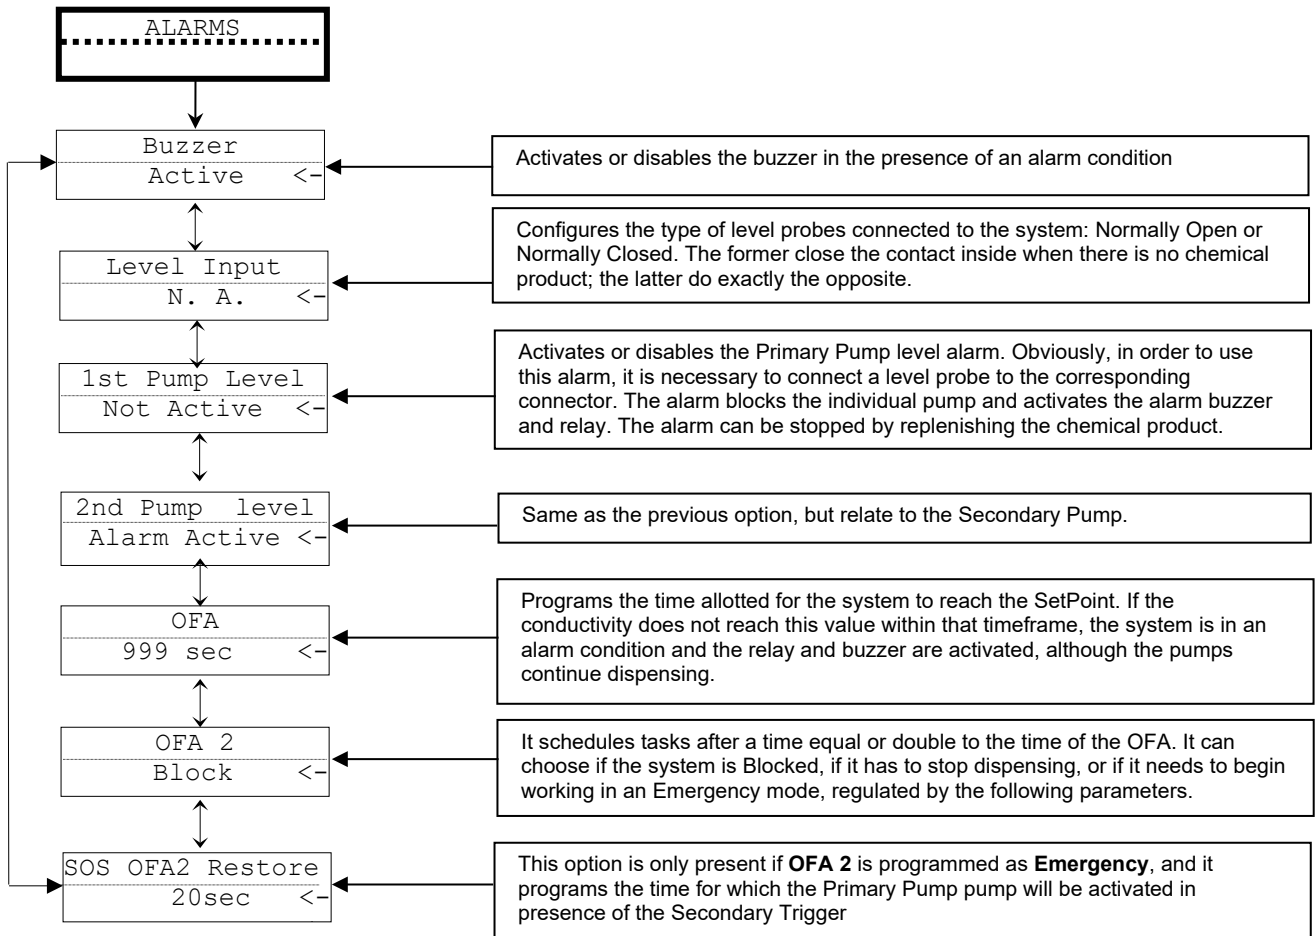 ALARMS
Buzzer
Active <-
Activates or disables the buzzer in the presence of an alarm condition
Level Input
N. A. <-
Configures the type of level probes connected to the system: Normally Open or
Normally Closed. The former close the contact inside when there is no chemical
product; the latter do exactly the opposite.
1st Pump Level
Not Active <-
Activates or disables the Primary Pump level alarm. Obviously, in order to use
this alarm, it is necessary to connect a level probe to the corresponding
connector. The alarm blocks the individual pump and activates the alarm buzzer
and relay. The alarm can be stopped by replenishing the chemical product.
2nd Pump level
Alarm Active <-
Same as the previous option, but relate to the Secondary Pump.
OFA
999 sec <-
Programs the time allotted for the system to reach the SetPoint. If the
conductivity does not reach this value within that timeframe, the system is in an
alarm condition and the relay and buzzer are activated, although the pumps
continue dispensing.
OFA 2
Block <-
It schedules tasks after a time equal or double to the time of the OFA. It can
choose if the system is Blocked, if it has to stop dispensing, or if it needs to begin
working in an Emergency mode, regulated by the following parameters.
SOS OFA2 Restore
20sec <-
This option is only present if OFA 2 is programmed as Emergency, and it
programs the time for which the Primary Pump pump will be activated in
presence of the Secondary Trigger